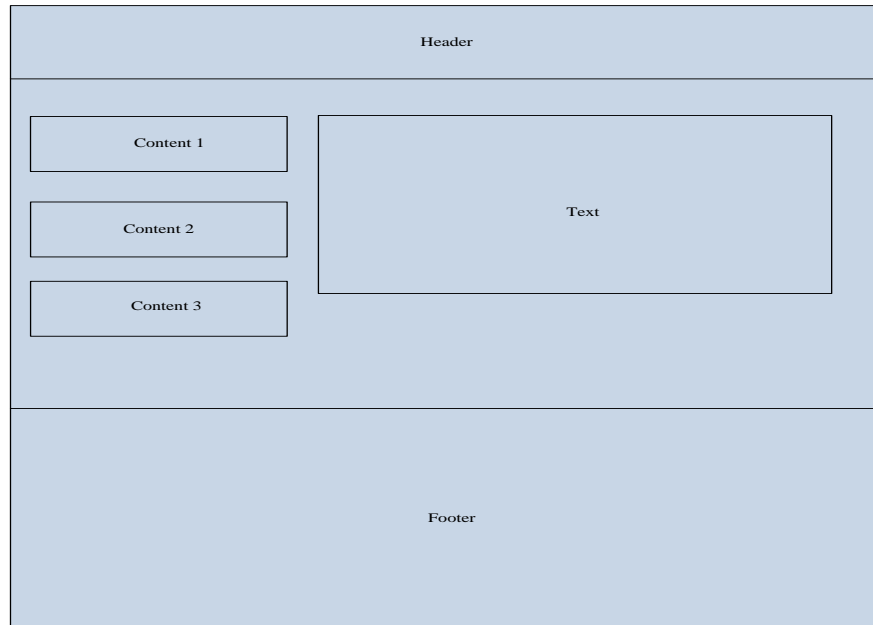 Header
Content 1
Content 2
Content 3
Text
Footer